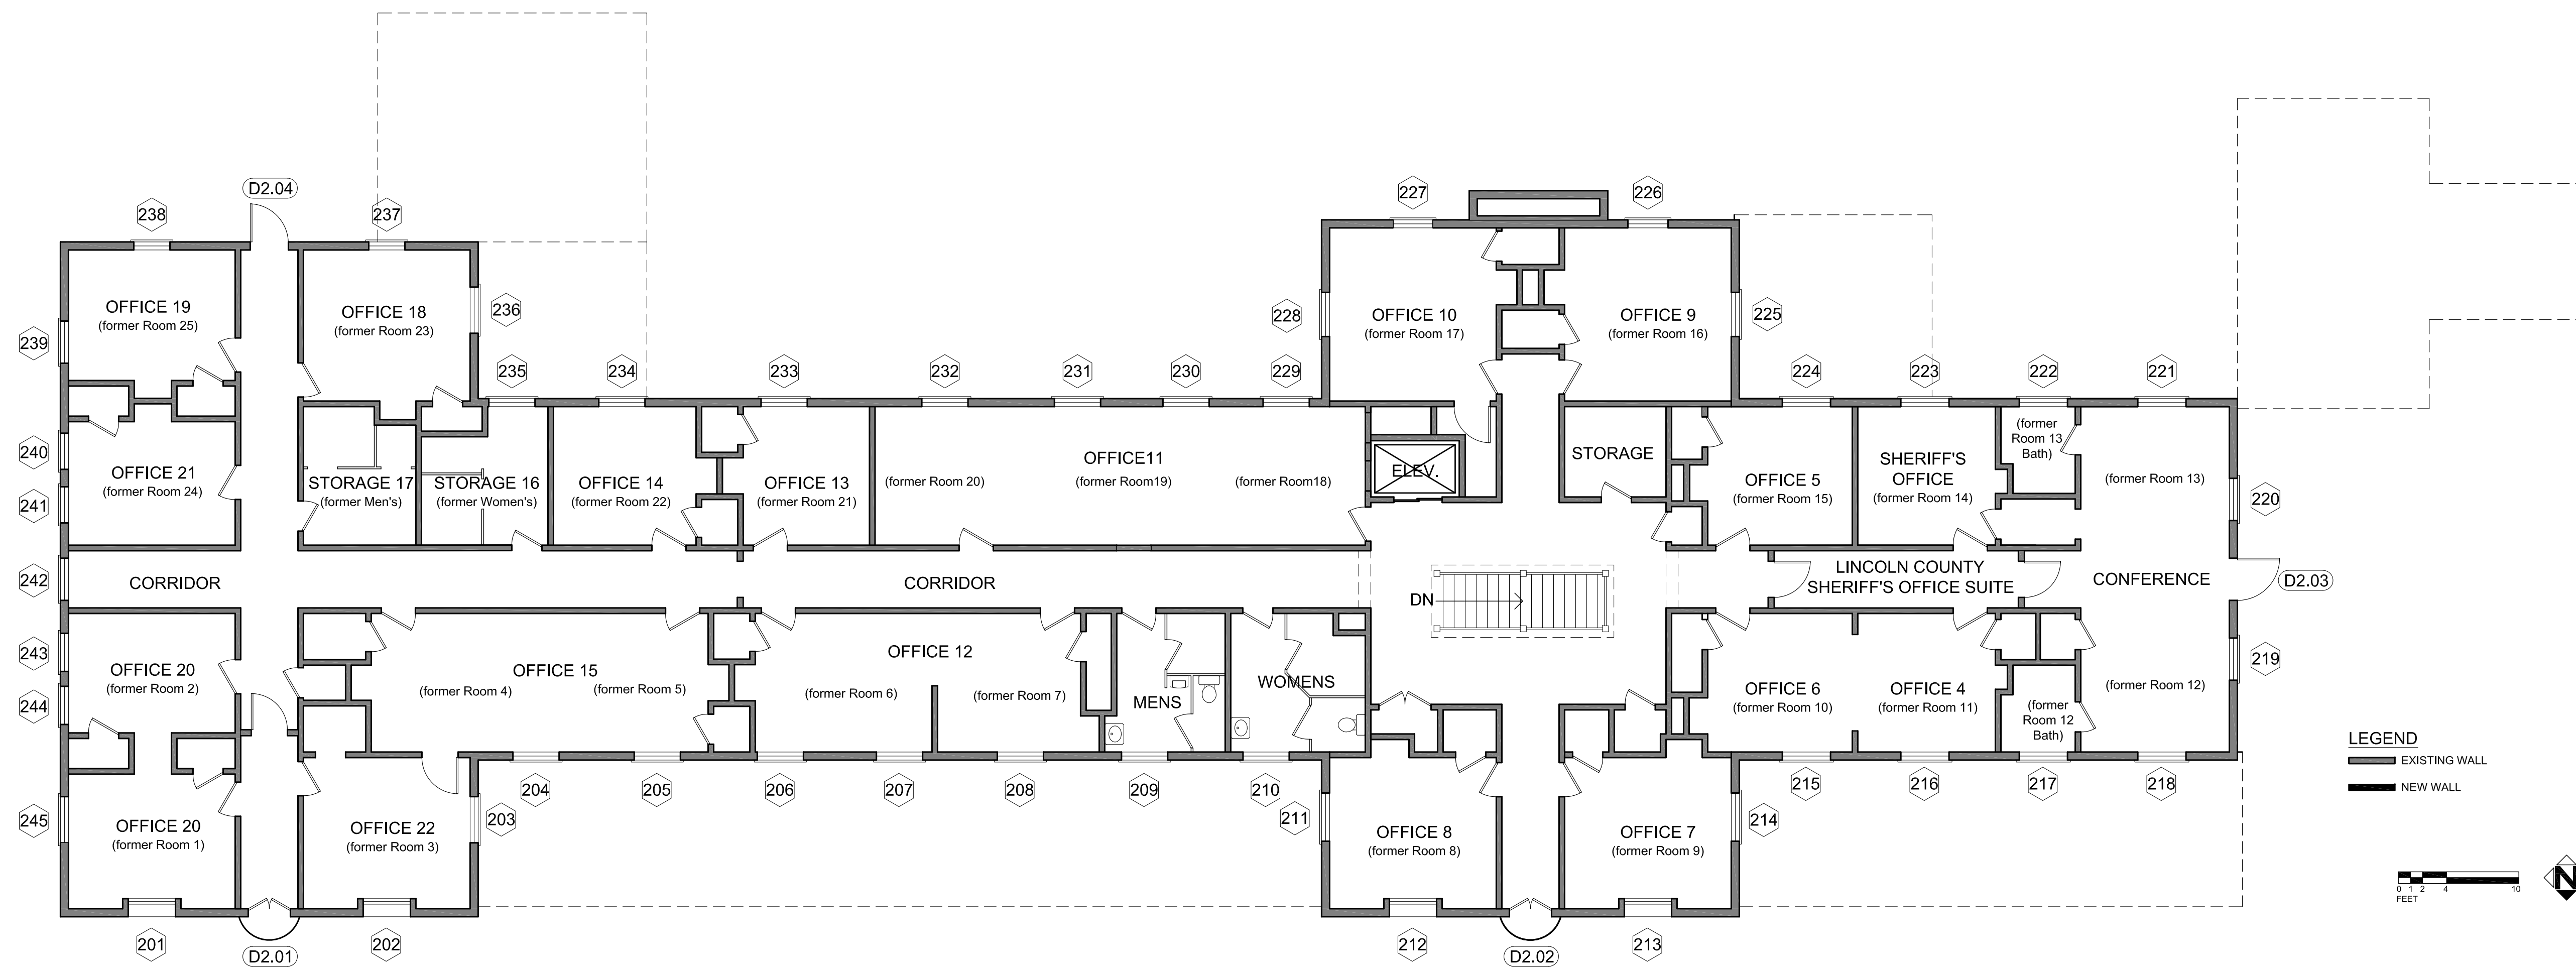 D2.04
238
237
227
226
OFFICE 19
(former Room 25)
OFFICE 18
(former Room 23)
236
239
228
OFFICE 10
(former Room 17)
OFFICE 9
(former Room 16)
225
235
234
233
232
231
230
229
224
223
222
221
240
OFFICE 21
(former Room 24)
241
STORAGE 17
(former Men's)
STORAGE 16
(former Women's)
OFFICE 14
(former Room 22)
OFFICE 13
(former Room 21)
OFFICE11
(former Room 20)
(former Room19)
(former Room18)
ELEV.
STORAGE
OFFICE 5
(former Room 15)
SHERIFF'S
OFFICE
(former Room 14)
(former
Room 13
Bath)
(former Room 13)
220
242
CORRIDOR
CORRIDOR
DN
LINCOLN COUNTY
SHERIFF'S OFFICE SUITE
CONFERENCE
D2.03
243
OFFICE 20
(former Room 2)
244
OFFICE 15
(former Room 4)
(former Room 5)
OFFICE 12
(former Room 6)
(former Room 7)
MENS
WOMENS
OFFICE 6
(former Room 10)
OFFICE 4
(former Room 11)
(former
Room 12
Bath)
(former Room 12)
219
204
205
206
207
208
209
210
215
216
217
218
245
OFFICE 20
(former Room 1)
OFFICE 22
(former Room 3)
203
211
OFFICE 8
(former Room 8)
OFFICE 7
(former Room 9)
214
201
D2.01
202
212
D2.02
213
LEGEND
EXISTING WALL
NEW WALL
0 1 2 4 10
FEET
N